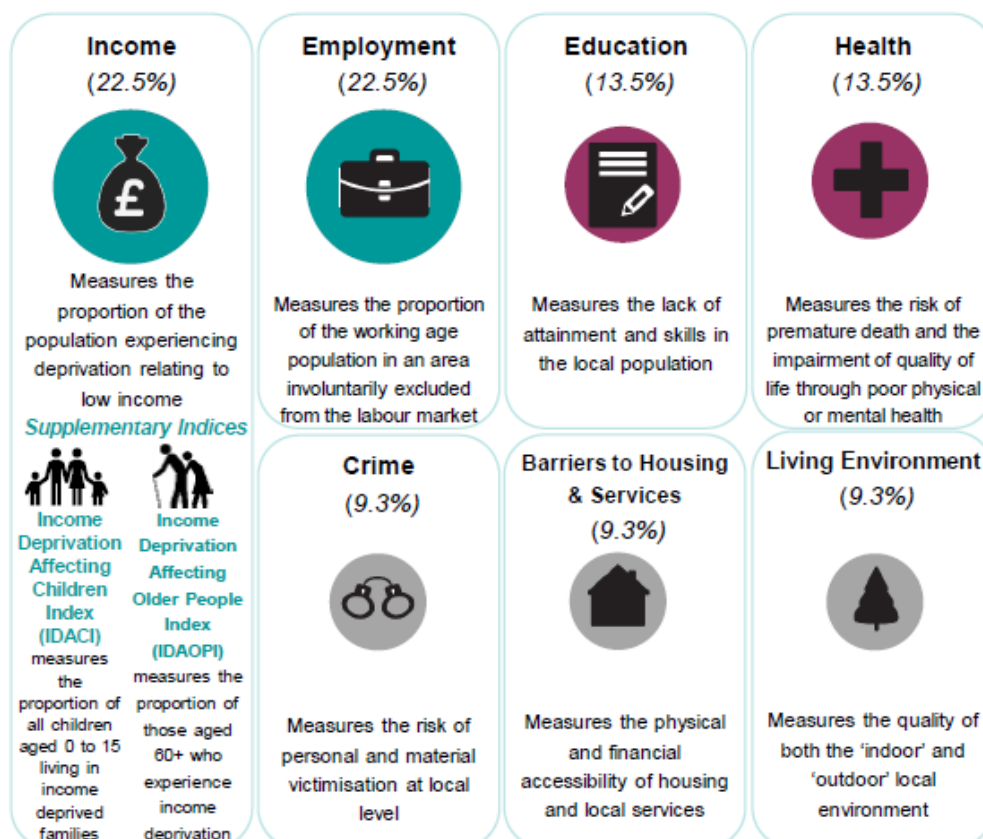 Income
(22.5%)
£
Measures the
proportion of the
population experiencing
deprivation relating to
low income
Supplementary Indices
Income
Deprivation
Affecting
Children
Index
(IDACI)
measures
the
proportion of
all children
aged 0 to 15
living in
income
deprived
families
Income
Deprivation
Affecting
Older People
Index
(IDAOPI)
measures the
proportion of
those aged
60+ who
experience
income
deprivation
Employment
(22.5%)
Measures the proportion
of the working age
population in an area
involuntarily excluded
from the labour market
Education
(13.5%)
Measures the lack of
attainment and skills in
the local population
Health
(13.5%)
Measures the risk of
premature death and the
impairment of quality of
life through poor physical
or mental health
Crime
(9.3%)
Measures the risk of
personal and material
victimisation at local
level
Barriers to Housing
& Services
(9.3%)
Measures the physical
and financial
accessibility of housing
and local services
Living Environment
(9.3%)
Measures the quality of
both the ‘indoor’ and
‘outdoor’ local
environment